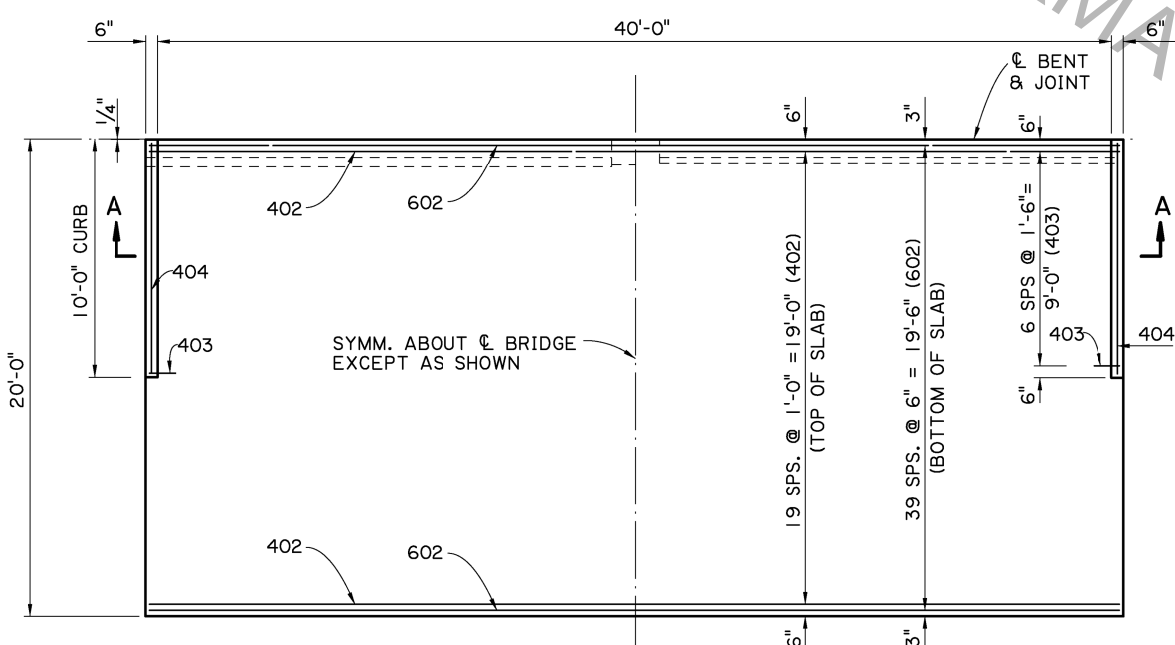 6"
40'-0"
6"
℄ BENT
& JOINT
1/4"
6"
3"
6"
A
A
402
602
10'-0" CURB
404
403
6 SPS @ 1'-6"=
9'-0" (403)
403
404
6"
SYMM. ABOUT ℄ BRIDGE
EXCEPT AS SHOWN
20'-0"
19 SPS. @ 1'-0" = 19'-0" (402)
(TOP OF SLAB)
39 SPS. @ 6" = 19'-6" (602)
(BOTTOM OF SLAB)
402
602
6"
3"